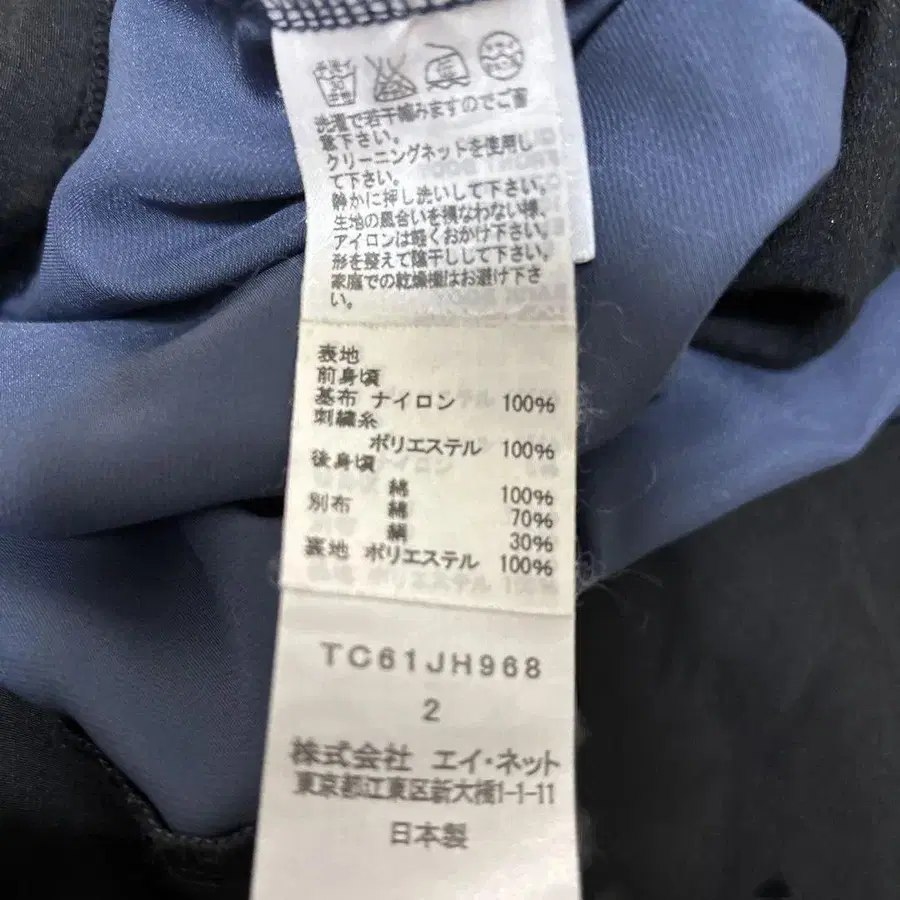 洗濯で若干縮みますのでご留
意下さい。
クリーニングネットを使用し
て下さい。
静かに押し洗いして下さい。
生地の風合いを損なわない様、
アイロンは軽くおかけ下さい。
形を整えて陰干しして下さい。
家庭での乾燥機はお避け下さ
い。
表地
前身頃
基布 ナイロン 100%
刺繍糸
ポリエステル 100%
後身頃
綿 100%
別布 綿 70%
絹 30%
裏地 ポリエステル 100%
TC61JH968
2
株式会社 エイ・ネット
東京都江東区新大橋1-1-11
日本製